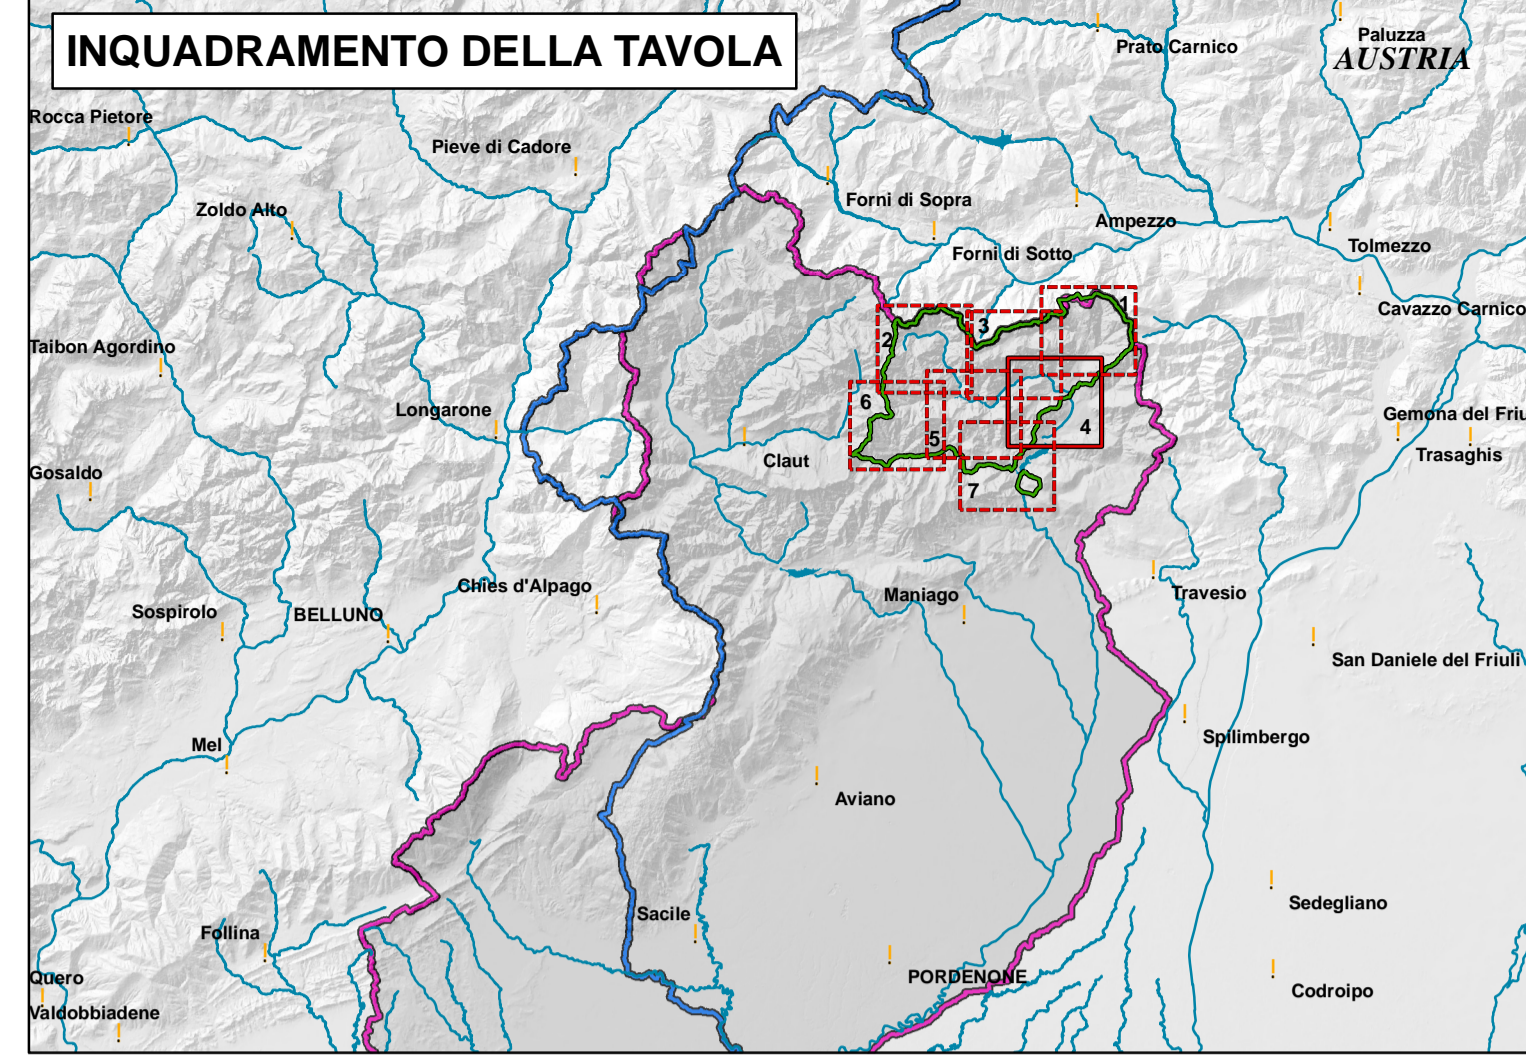 INQUADRAMENTO DELLA TAVOLA
Paluzza
AUSTRIA
Prato Carnico
Rocca Pietore
Pieve di Cadore
Forni di Sopra
Zoldo Alto
Ampezzo
Tolmezzo
Forni di Sotto
1
Cavazzo Carnico
3
2
Taibon Agordino
6
Longarone
Gemona del Friu
4
5
Trasaghis
Claut
Gosaldo
7
Chies d'Alpago
Travesio
Maniago
Sospirolo
BELLUNO
San Daniele del Friuli
Spilimbergo
Mel
Aviano
Sedegliano
Sacile
Follina
Quero
PORDENONE
Codroipo
Valdobbiadene